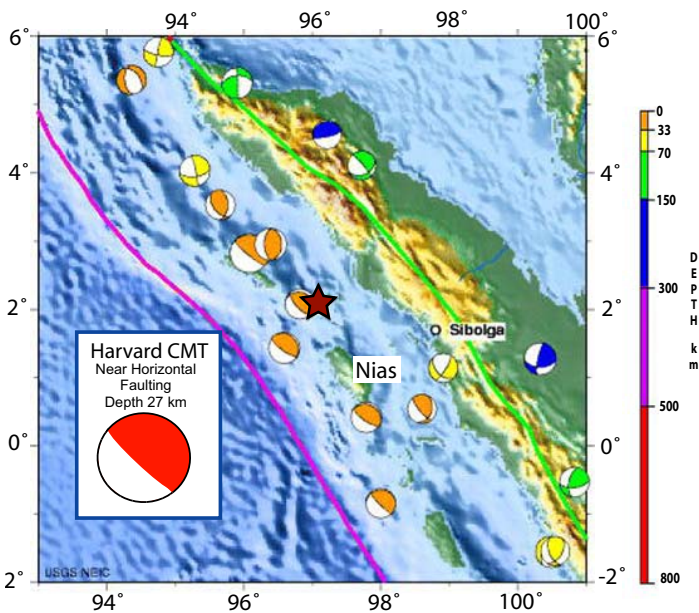 94° 96° 98° 100°
6° 6°
0
33
70
4° 4°
150
D
E
P
T
H
k
m
300
2° 2°
Sibolga
Harvard CMT
Near Horizontal
Faulting
Depth 27 km
Nias
500
0° 0°
USGS NEIC
2° -2°
800
94° 96° 98° 100°